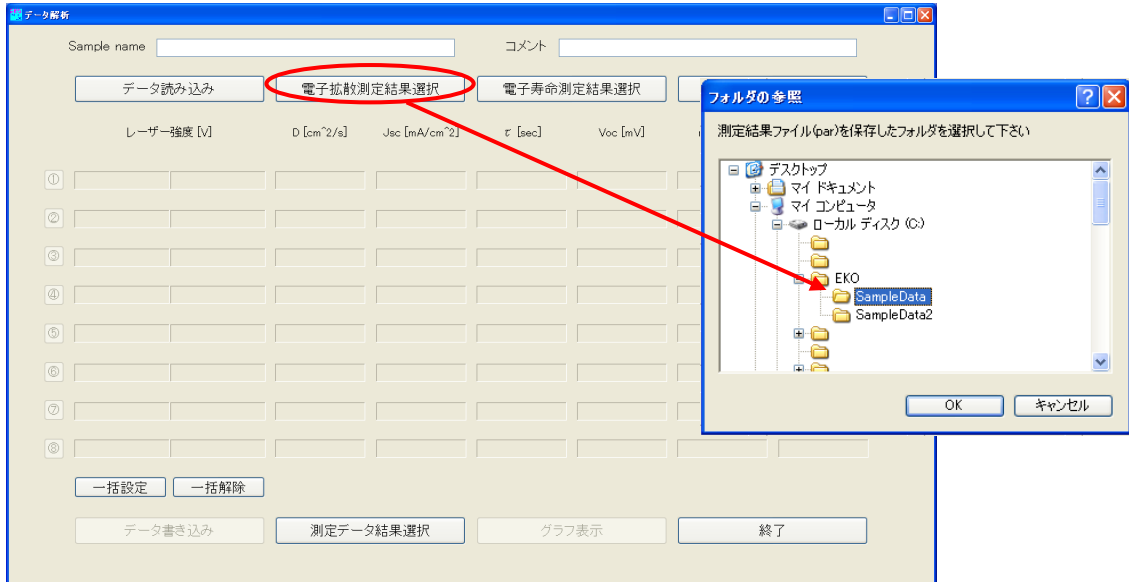 データ解析
Sample name
コメント
データ読み込み
電子拡散測定結果選択
電子寿命測定結果選択
レーザー強度 [V]
D [cm^2/s]
Jsc [mA/cm^2]
τ [sec]
Voc [mV]
①
②
③
④
⑤
⑥
⑦
⑧
一括設定
一括解除
データ書き込み
測定データ結果選択
グラフ表示
終了
フォルダの参照
測定結果ファイル(par)を保存したフォルダを選択して下さい
デスクトップ
マイ ドキュメント
マイ コンピュータ
ローカル ディスク (C:)
EKO
SampleData
SampleData2
OK
キャンセル